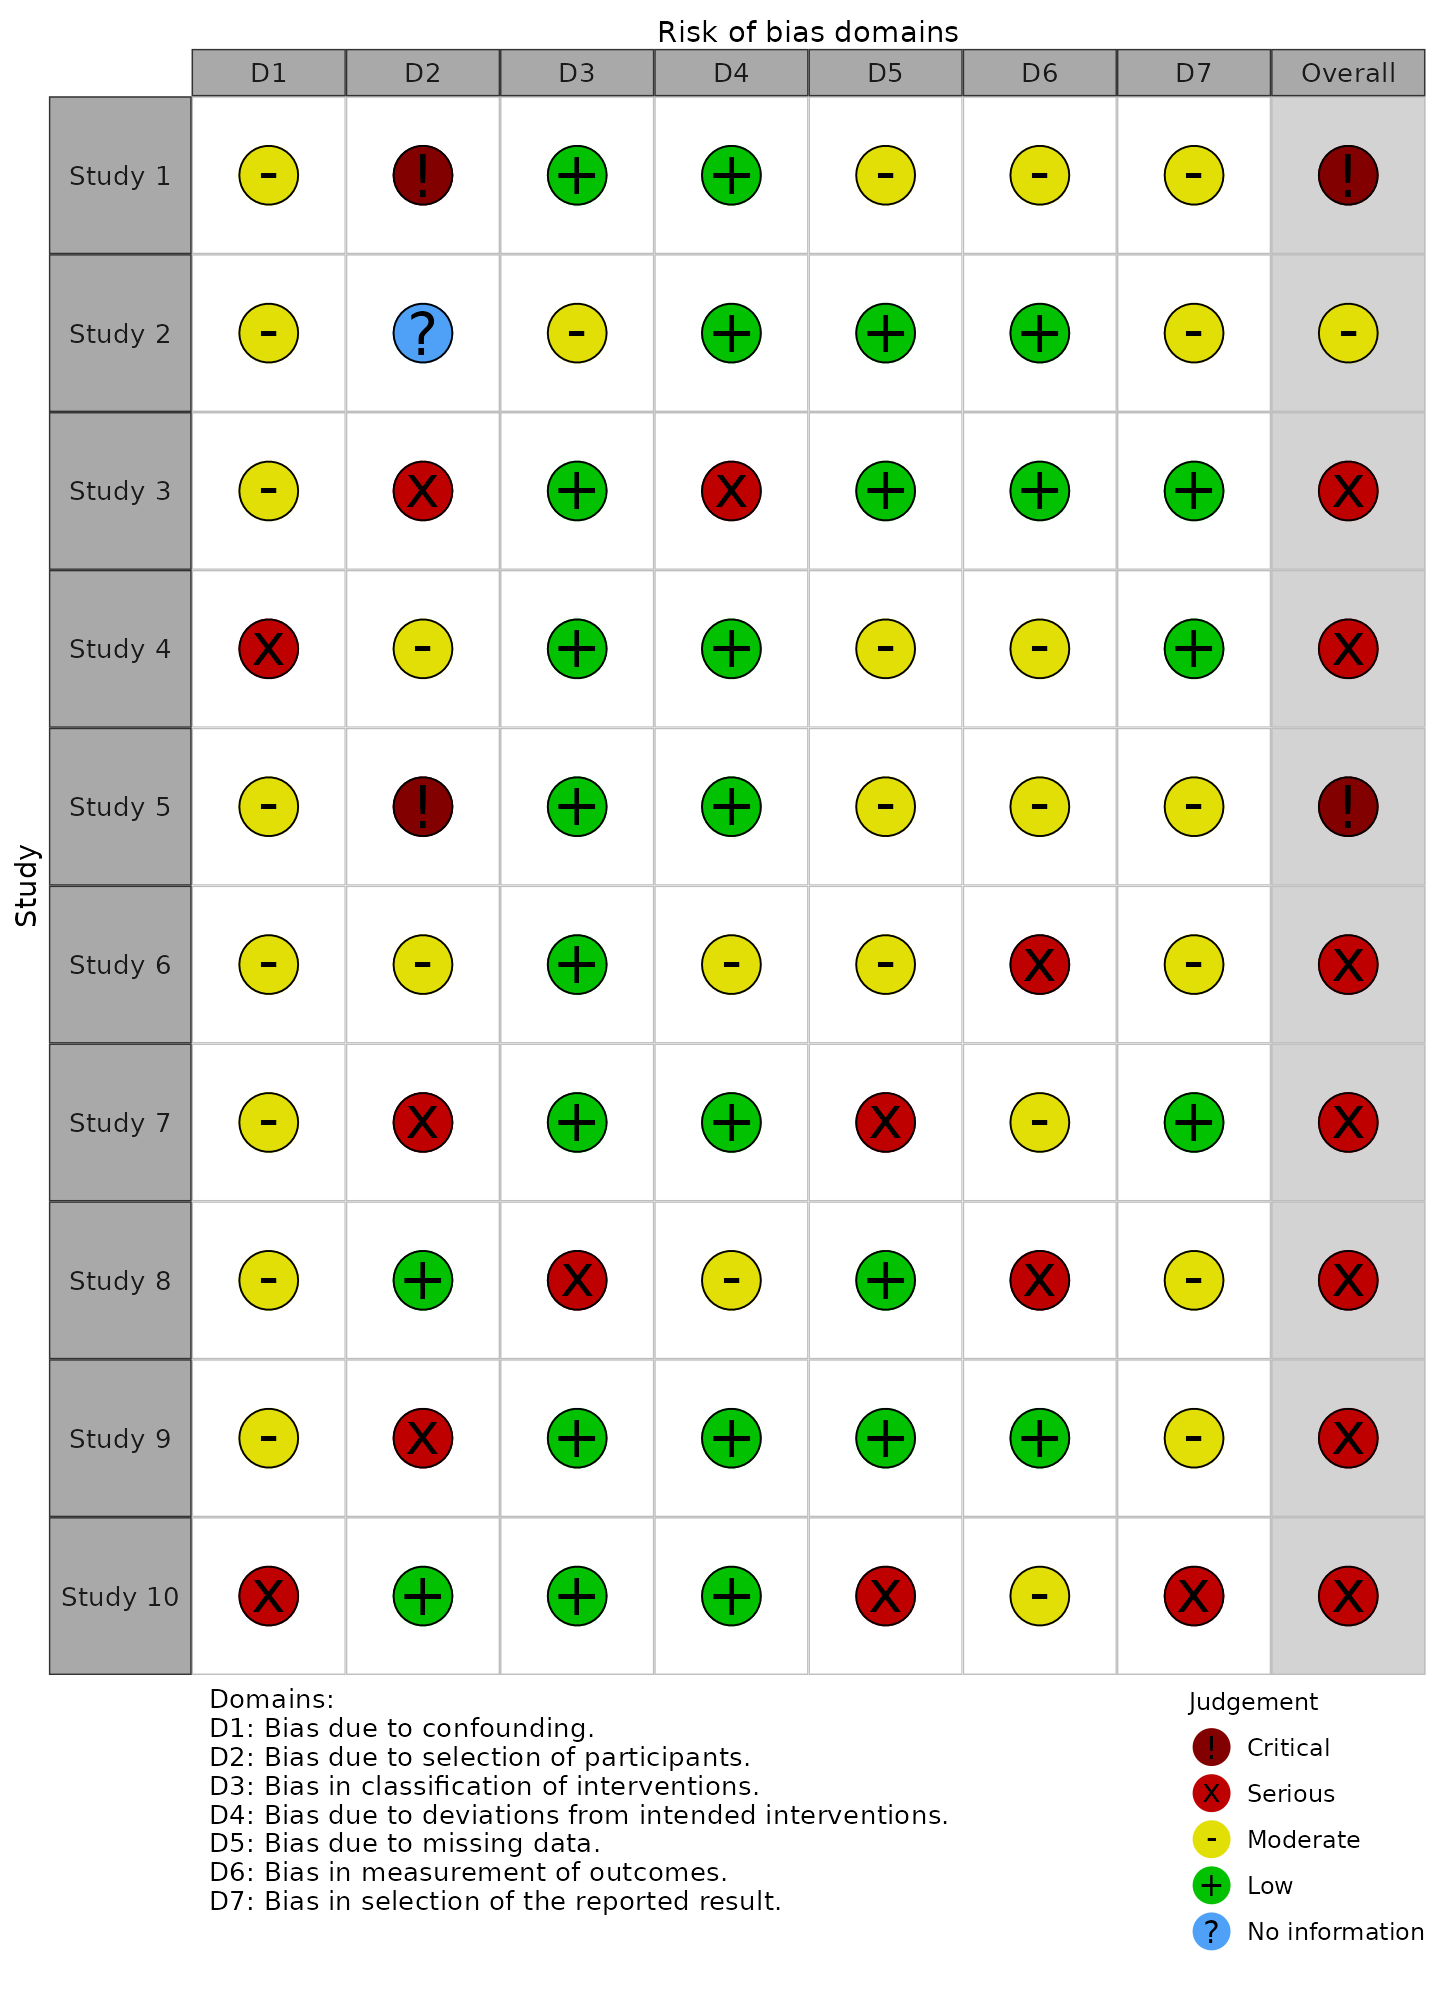 Risk of bias domains
D1 D2 D3 D4 D5 D6 D7 Overall
Study 1 - ! + + - - - !
Study 2 - ? - + + + - -
Study 3 - X + X + + + X
Study 4 X - + + - - + X
Study 5 - ! + + - - - !
Study 6 - - + - - X - X
Study 7 - X + + X - + X
Study 8 - + X - + X - X
Study 9 - X + + + + - X
Study 10 X + + + X - X X
Study
Domains:
D1: Bias due to confounding.
D2: Bias due to selection of participants.
D3: Bias in classification of interventions.
D4: Bias due to deviations from intended interventions.
D5: Bias due to missing data.
D6: Bias in measurement of outcomes.
D7: Bias in selection of the reported result.
Judgement
! Critical
X Serious
- Moderate
+ Low
? No information